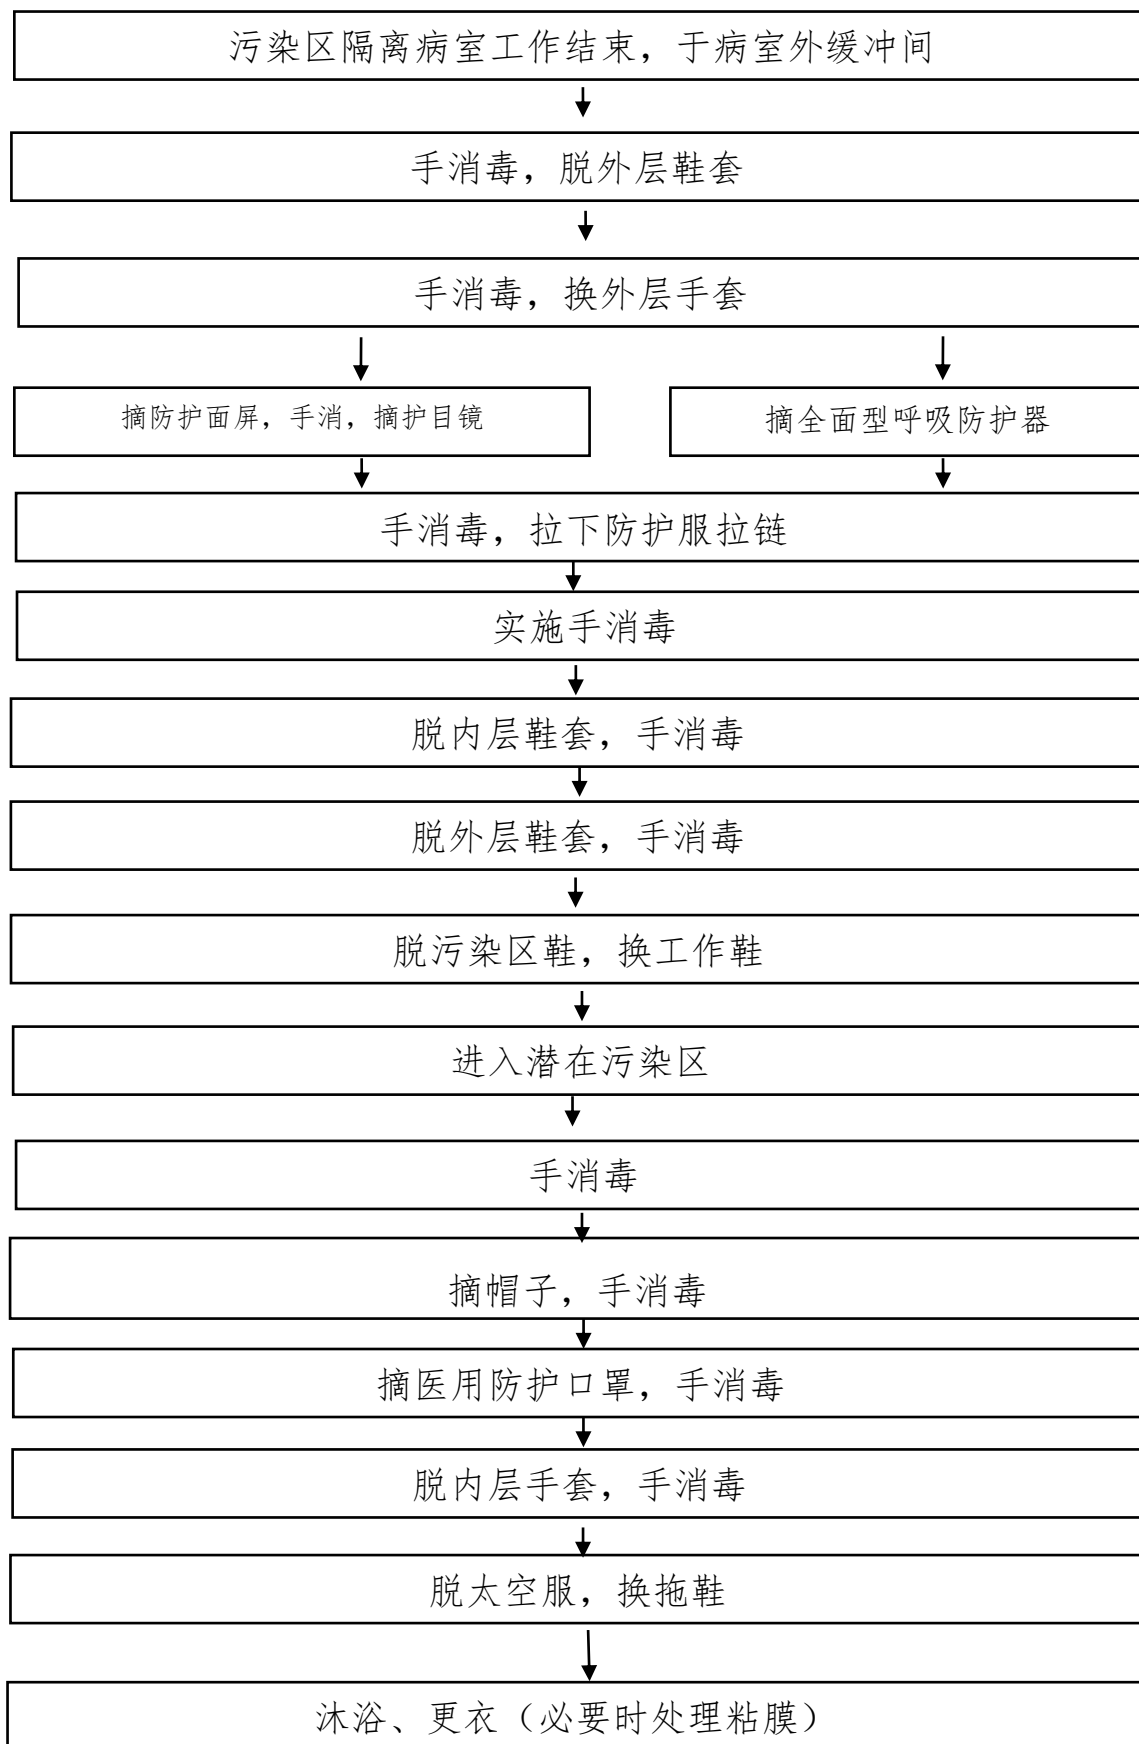 污染区隔离病室工作结束，于病室外缓冲间
手消毒，脱外层鞋套
手消毒，换外层手套
摘防护面屏，手消，摘护目镜
摘全面型呼吸防护器
手消毒，拉下防护服拉链
实施手消毒
脱内层鞋套，手消毒
脱外层鞋套，手消毒
脱污染区鞋，换工作鞋
进入潜在污染区
手消毒
摘帽子，手消毒
摘医用防护口罩，手消毒
脱内层手套，手消毒
脱太空服，换拖鞋
沐浴、更衣（必要时处理粘膜）